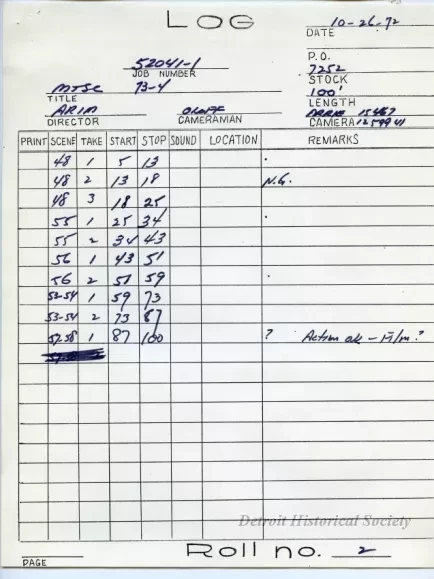 LOG
10-26-72
DATE
P.O.
52041-1
JOB NUMBER
7252
STOCK
MTSC 73-4
TITLE
100'
LENGTH
ARIM
DIRECTOR
CAMERAMAN
15467
CAMERA 1259941
PRINT SCENE TAKE START STOP SOUND LOCATION REMARKS
48 1 5 13
48 2 13 18 N.G.
48 3 18 25
55 1 25 34
55 2 34 43
56 1 43 51
56 2 51 59
53-54 1 59 73
53-54 2 73 87
57-58 1 87 100 ? Action ok -
Detroit Historical Society
PAGE
Roll no. 2